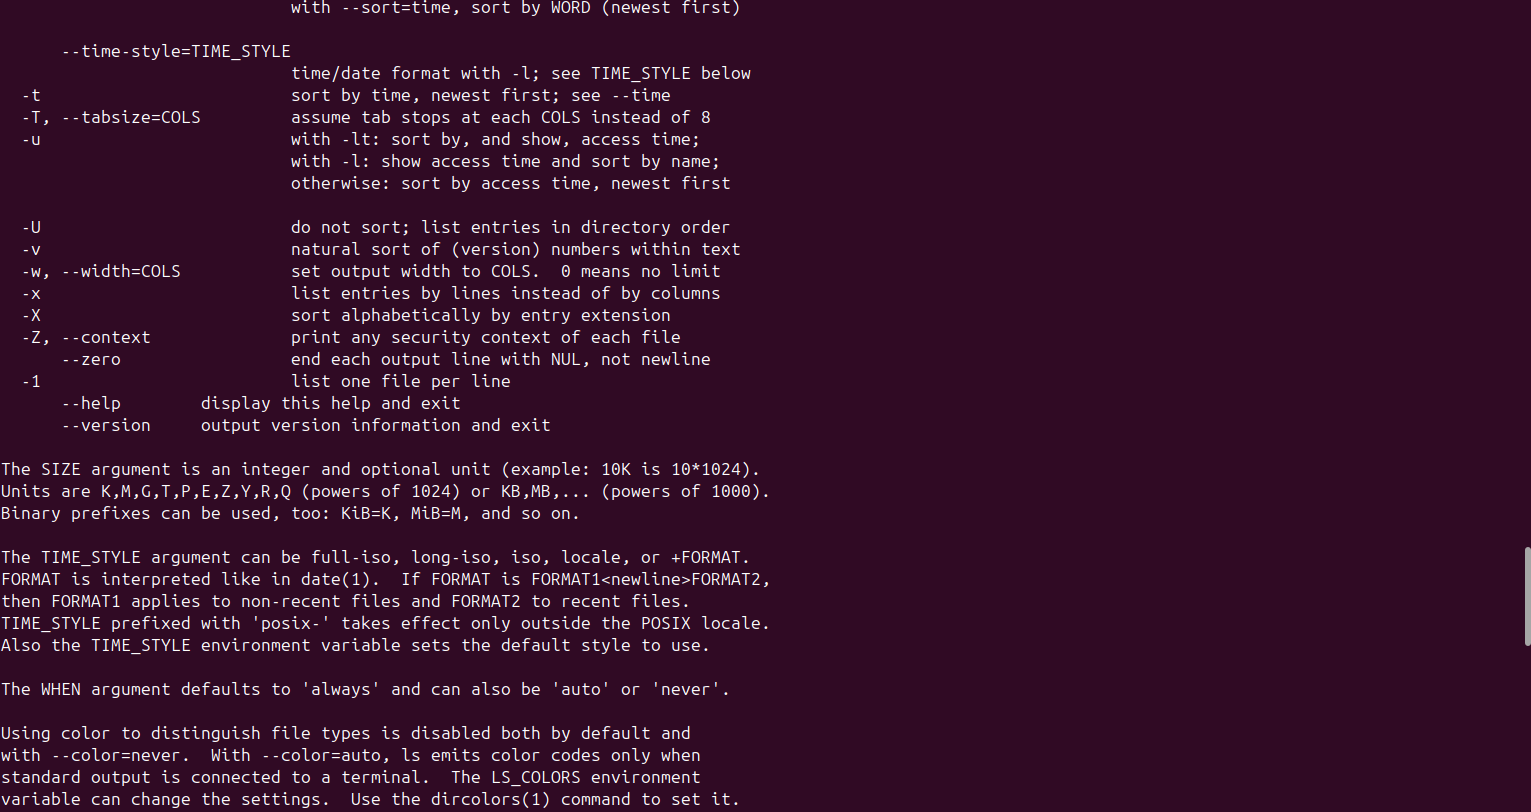 with --sort=time, sort by WORD (newest first)
--time-style=TIME_STYLE
time/date format with -l; see TIME_STYLE below
-t sort by time, newest first; see --time
-T, --tabsize=COLS assume tab stops at each COLS instead of 8
-u with -lt: sort by, and show, access time;
with -l: show access time and sort by name;
otherwise: sort by access time, newest first
-U do not sort; list entries in directory order
-v natural sort of (version) numbers within text
-w, --width=COLS set output width to COLS.  0 means no limit
-x list entries by lines instead of by columns
-X sort alphabetically by entry extension
-Z, --context print any security context of each file
--zero end each output line with NUL, not newline
-1 list one file per line
--help display this help and exit
--version output version information and exit
The SIZE argument is an integer and optional unit (example: 10K is 10*1024).
Units are K,M,G,T,P,E,Z,Y,R,Q (powers of 1024) or KB,MB,... (powers of 1000).
Binary prefixes can be used, too: KiB=K, MiB=M, and so on.
The TIME_STYLE argument can be full-iso, long-iso, iso, locale, or +FORMAT.
FORMAT is interpreted like in date(1).  If FORMAT is FORMAT1<newline>FORMAT2,
then FORMAT1 applies to non-recent files and FORMAT2 to recent files.
TIME_STYLE prefixed with 'posix-' takes effect only outside the POSIX locale.
Also the TIME_STYLE environment variable sets the default style to use.
The WHEN argument defaults to 'always' and can also be 'auto' or 'never'.
Using color to distinguish file types is disabled both by default and
with --color=never.  With --color=auto, ls emits color codes only when
standard output is connected to a terminal.  The LS_COLORS environment
variable can change the settings.  Use the dircolors(1) command to set it.